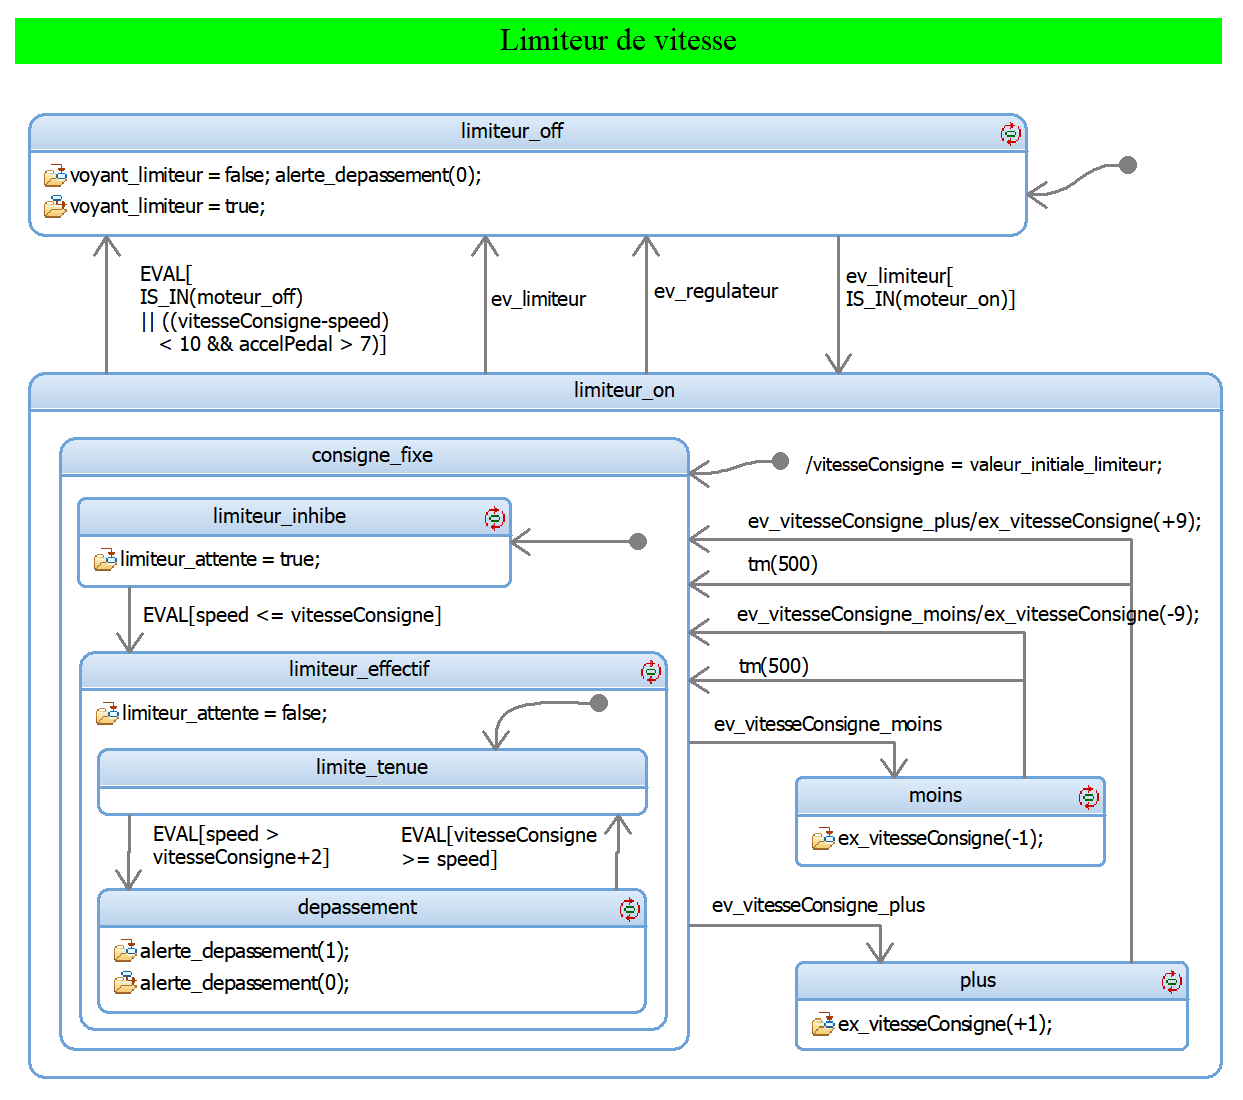 Limiteur de vitesse
limiteur_off
voyant_limiteur = false; alerte_depassement(0);
voyant_limiteur = true;
EVAL[
IS_IN(moteur_off)
|| ((vitesseConsigne-speed)
< 10 && accelPedal > 7)]
ev_limiteur
ev_regulateur
ev_limiteur[
IS_IN(moteur_on)]
limiteur_on
consigne_fixe
/vitesseConsigne = valeur_initiale_limiteur;
limiteur_inhibe
limiteur_attente = true;
ev_vitesseConsigne_plus/ex_vitesseConsigne(+9);
tm(500)
EVAL[speed <= vitesseConsigne]
ev_vitesseConsigne_moins/ex_vitesseConsigne(-9);
tm(500)
limiteur_effectif
limiteur_attente = false;
ev_vitesseConsigne_moins
limite_tenue
moins
ex_vitesseConsigne(-1);
EVAL[speed >
vitesseConsigne+2]
EVAL[vitesseConsigne
>= speed]
depassement
alerte_depassement(1);
alerte_depassement(0);
ev_vitesseConsigne_plus
plus
ex_vitesseConsigne(+1);